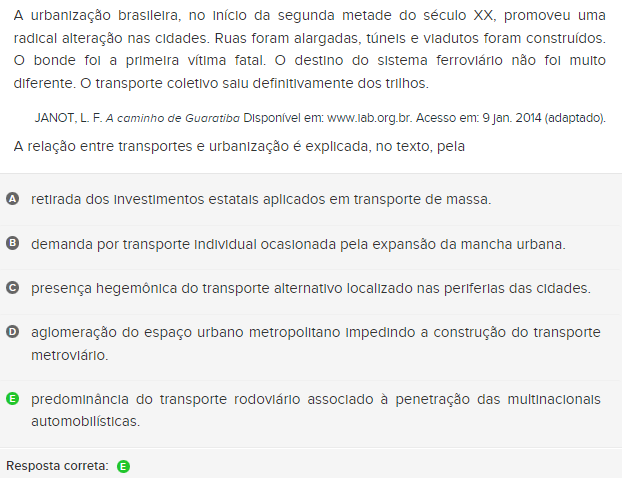 A urbanização brasileira, no início da segunda metade do século XX, promoveu uma
radical alteração nas cidades. Ruas foram alargadas, túneis e viadutos foram construídos.
O bonde foi a primeira vítima fatal. O destino do sistema ferroviário não foi muito
diferente. O transporte coletivo saiu definitivamente dos trilhos.
JANOT, L. F. A caminho de Guaratiba Disponível em: www.iab.org.br. Acesso em: 9 jan. 2014 (adaptado).
A relação entre transportes e urbanização é explicada, no texto, pela
A retirada dos investimentos estatais aplicados em transporte de massa.
B demanda por transporte individual ocasionada pela expansão da mancha urbana.
C presença hegemônica do transporte alternativo localizado nas periferias das cidades.
D aglomeração do espaço urbano metropolitano impedindo a construção do transporte
metroviário.
E predominância do transporte rodoviário associado à penetração das multinacionais
automobilísticas.
Resposta correta: E